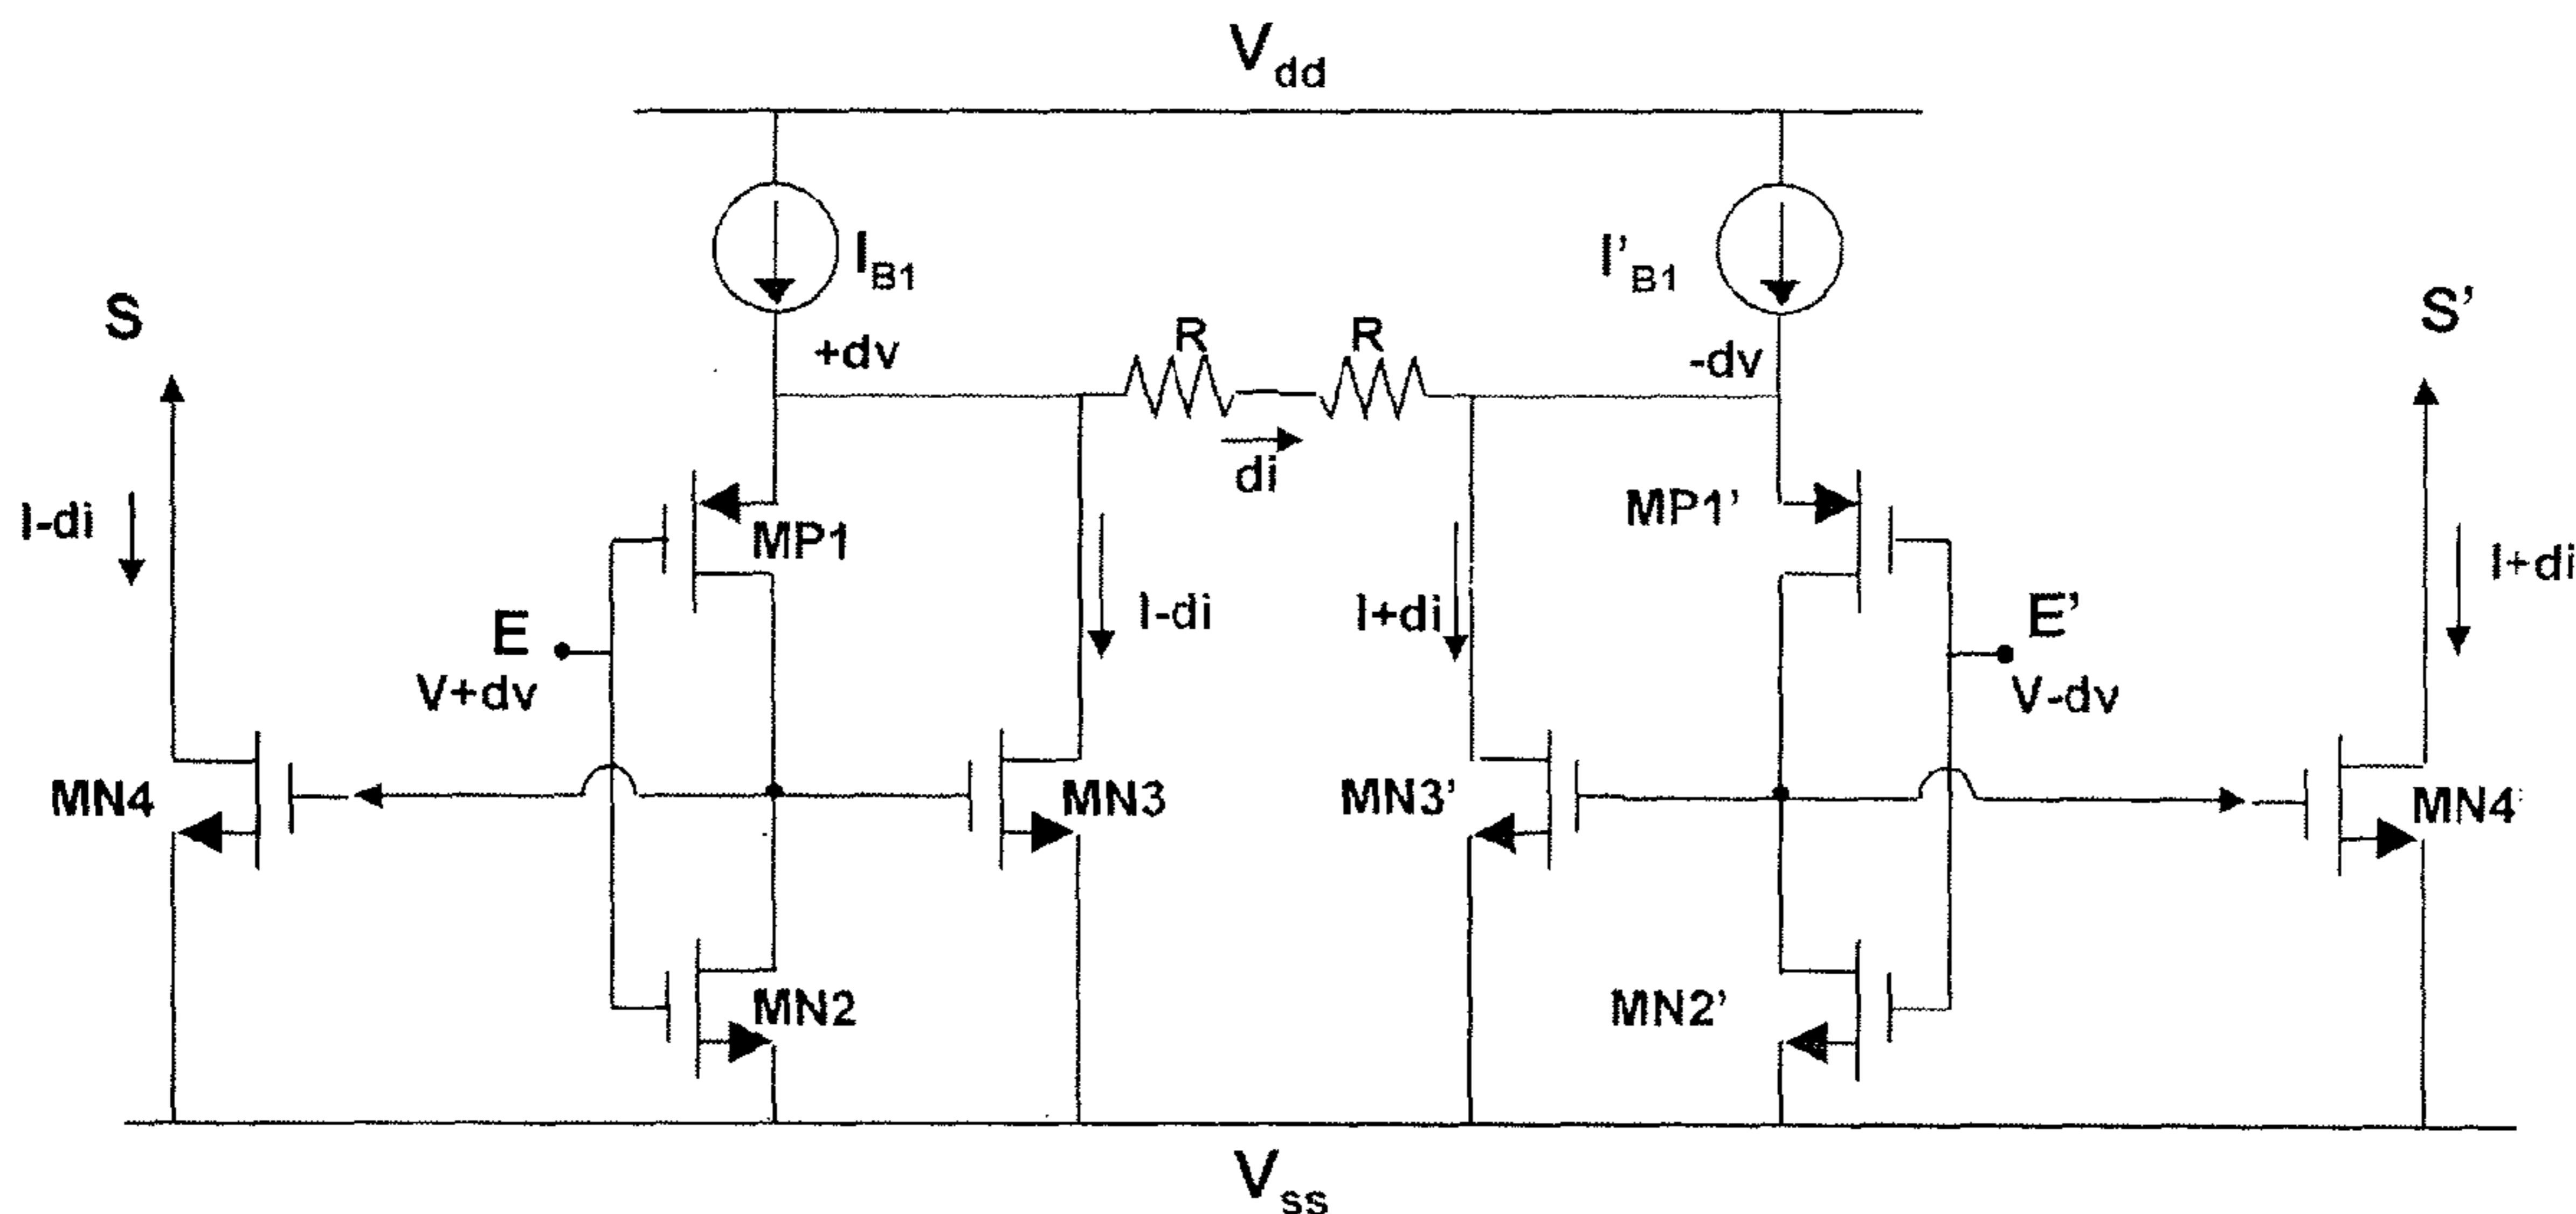 Vdd
IB1
I'B1
S
S'
R
R
+dv
-dv
di
I-di
MP1
MP1'
I+di
E
I-di
I+di
E'
V+dv
V-dv
MN4
MN3
MN3'
MN4'
MN2
MN2'
Vss